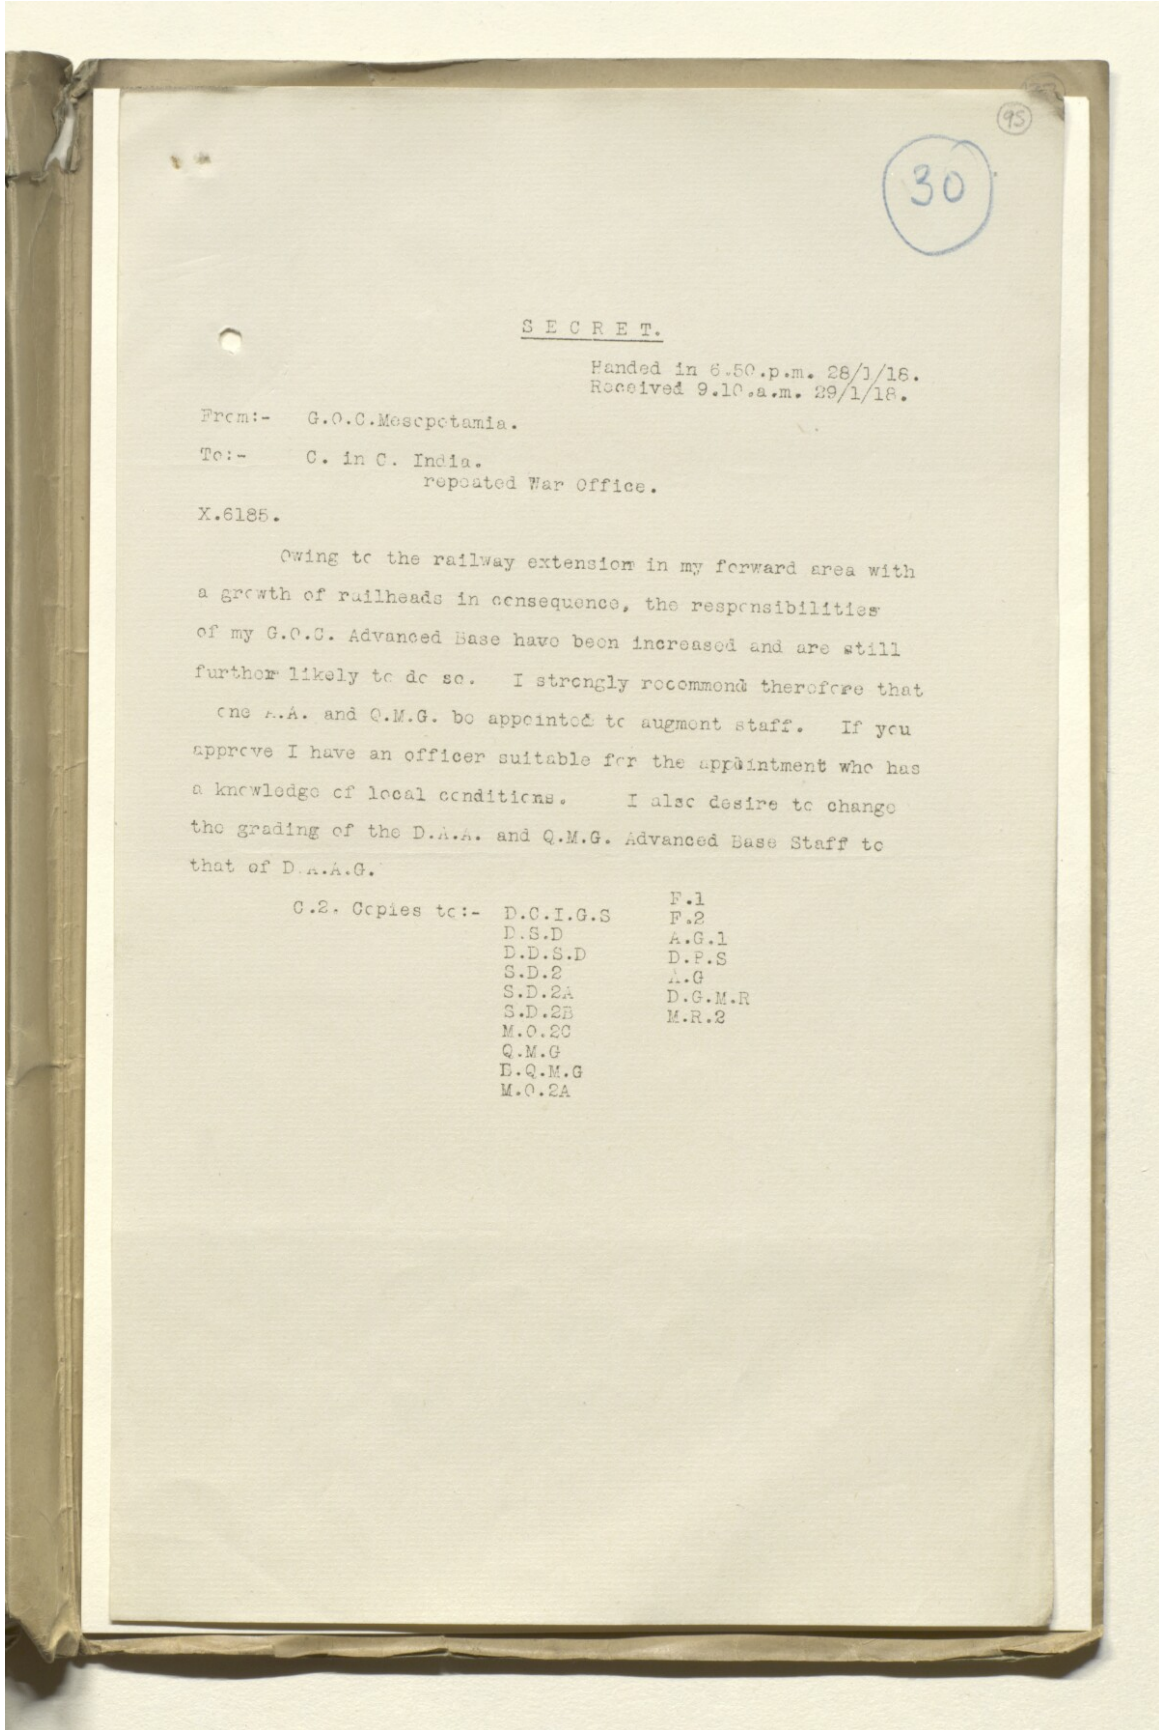 95
30
S E C R E T.
Handed in 6.50.p.m. 28/1/18.
Received 9.10.a.m. 29/1/18.
From:- G.O.C.Mesopotamia.
To:- C. in C. India.
repeated War Office.
X.6185.
Owing to the railway extension in my forward area with
a growth of railheads in consequence, the responsibilities
of my G.O.C. Advanced Base have been increased and are still
further likely to do so. I strongly recommend therefore that
one A.A. and Q.M.G. be appointed to augment staff. If you
approve I have an officer suitable for the appointment who has
a knowledge of local conditions. I also desire to change
the grading of the D.A.A. and Q.M.G. Advanced Base Staff to
that of D.A.A.G.
C.2. Copies to:- D.C.I.G.S F.1
D.S.D F.2
D.D.S.D A.G.1
S.D.2 D.P.S
S.D.2A A.G
S.D.2B D.G.M.R
M.O.2C M.R.2
Q.M.G
D.Q.M.G
M.O.2A